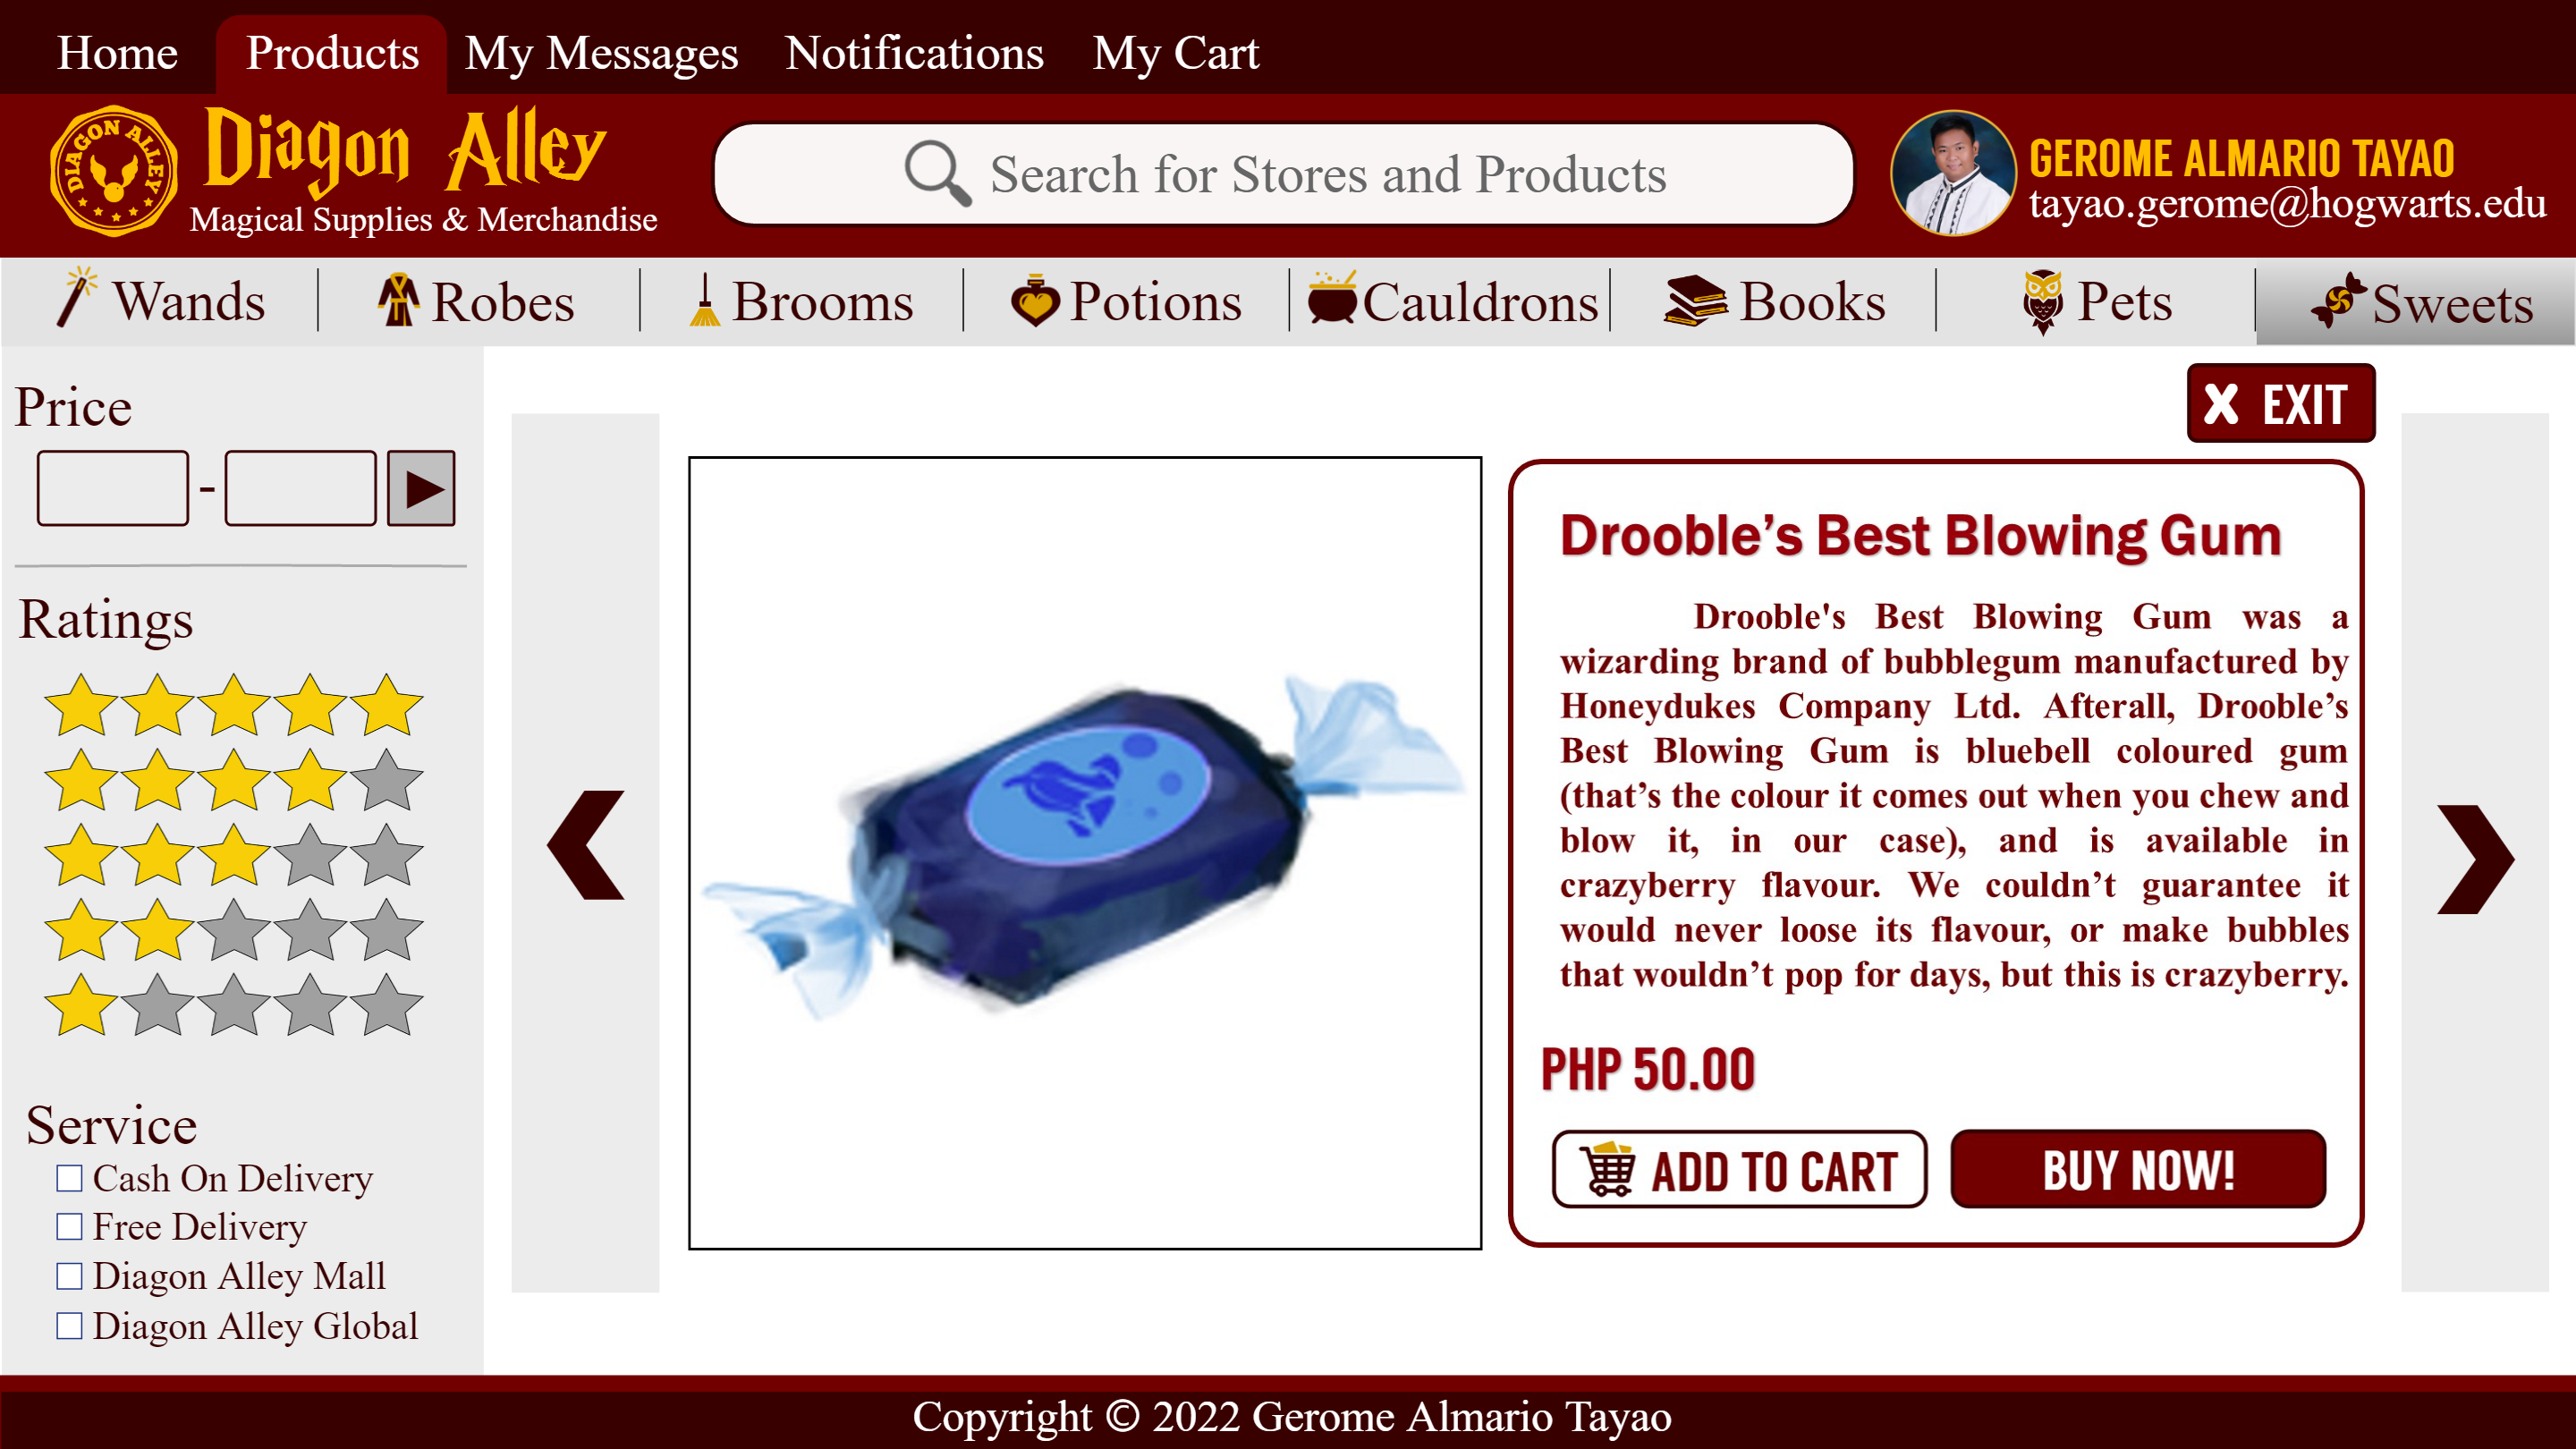 Home Products My Messages Notifications My Cart
DIAGON ALLEY
Diagon Alley
Magical Supplies & Merchandise
Search for Stores and Products
GEROME ALMARIO TAYAO
tayao.gerome@hogwarts.edu
Wands Robes Brooms Potions Cauldrons Books Pets Sweets
Price
-
Ratings
Service
Cash On Delivery
Free Delivery
Diagon Alley Mall
Diagon Alley Global
X EXIT
Drooble’s Best Blowing Gum
Drooble's Best Blowing Gum was a
wizarding brand of bubblegum manufactured by
Honeydukes Company Ltd. Afterall, Drooble’s
Best Blowing Gum is bluebell coloured gum
(that’s the colour it comes out when you chew and
blow it, in our case), and is available in
crazyberry flavour. We couldn’t guarantee it
would never loose its flavour, or make bubbles
that wouldn’t pop for days, but this is crazyberry.
PHP 50.00
ADD TO CART
BUY NOW!
Copyright © 2022 Gerome Almario Tayao